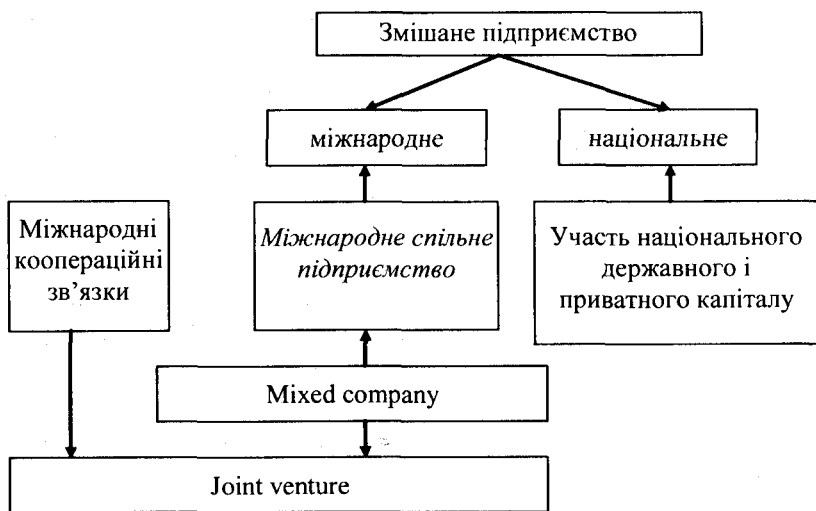 Змішане підприємство
міжнародне
національне
Міжнародні
коопераційні
зв’язки
Міжнародне спільне
підприємство
Участь національного
державного і
приватного капіталу
Mixed company
Joint venture